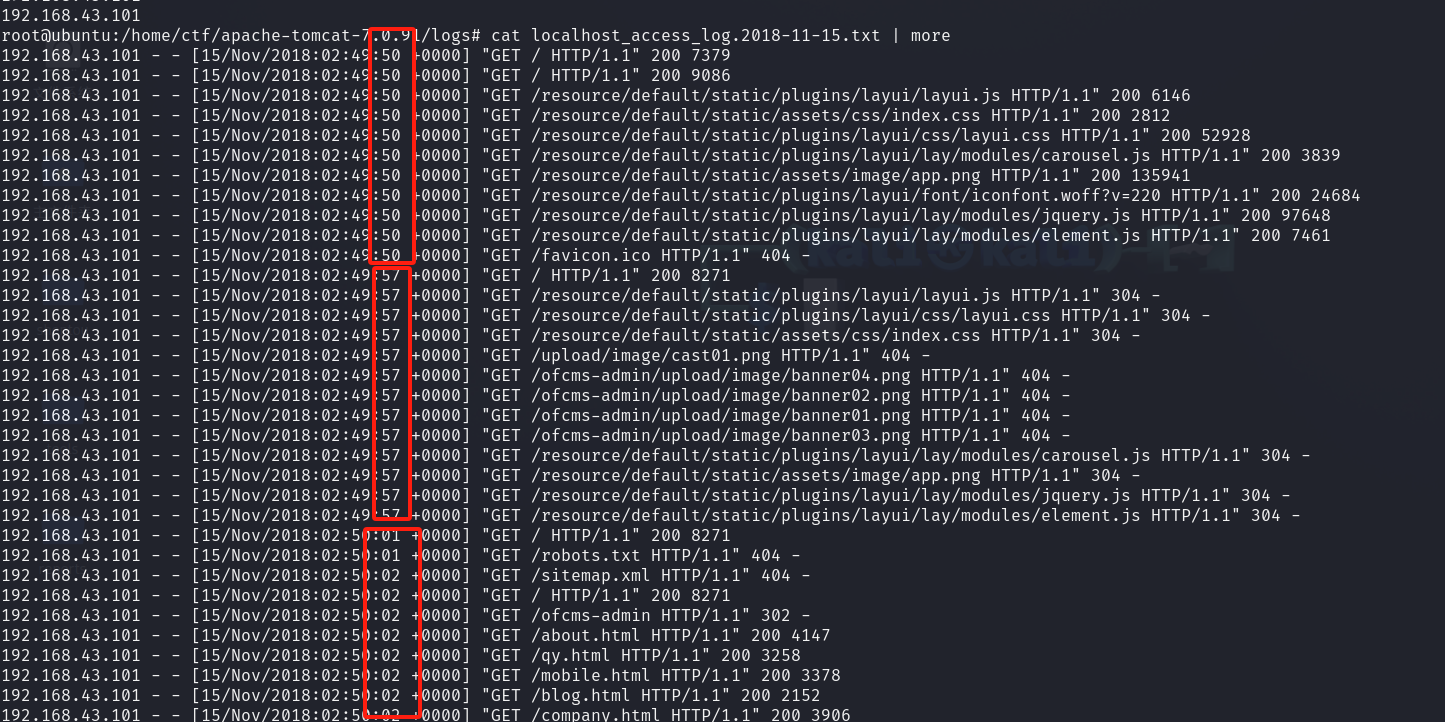 192.168.43.101
root@ubuntu:/home/ctf/apache-tomcat-7.0.91/logs# cat localhost_access_log.2018-11-15.txt | more
192.168.43.101 - - [15/Nov/2018:02:49:50 +0000] "GET / HTTP/1.1" 200 7379
192.168.43.101 - - [15/Nov/2018:02:49:50 +0000] "GET / HTTP/1.1" 200 9086
192.168.43.101 - - [15/Nov/2018:02:49:50 +0000] "GET /resource/default/static/plugins/layui/layui.js HTTP/1.1" 200 6146
192.168.43.101 - - [15/Nov/2018:02:49:50 +0000] "GET /resource/default/static/assets/css/index.css HTTP/1.1" 200 2812
192.168.43.101 - - [15/Nov/2018:02:49:50 +0000] "GET /resource/default/static/plugins/layui/css/layui.css HTTP/1.1" 200 52928
192.168.43.101 - - [15/Nov/2018:02:49:50 +0000] "GET /resource/default/static/plugins/layui/lay/modules/carousel.js HTTP/1.1" 200 3839
192.168.43.101 - - [15/Nov/2018:02:49:50 +0000] "GET /resource/default/static/assets/image/app.png HTTP/1.1" 200 135941
192.168.43.101 - - [15/Nov/2018:02:49:50 +0000] "GET /resource/default/static/plugins/layui/font/iconfont.woff?v=220 HTTP/1.1" 200 24684
192.168.43.101 - - [15/Nov/2018:02:49:50 +0000] "GET /resource/default/static/plugins/layui/lay/modules/jquery.js HTTP/1.1" 200 97648
192.168.43.101 - - [15/Nov/2018:02:49:50 +0000] "GET /resource/default/static/plugins/layui/lay/modules/element.js HTTP/1.1" 200 7461
192.168.43.101 - - [15/Nov/2018:02:49:50 +0000] "GET /favicon.ico HTTP/1.1" 404 -
192.168.43.101 - - [15/Nov/2018:02:49:57 +0000] "GET / HTTP/1.1" 200 8271
192.168.43.101 - - [15/Nov/2018:02:49:57 +0000] "GET /resource/default/static/plugins/layui/layui.js HTTP/1.1" 304 -
192.168.43.101 - - [15/Nov/2018:02:49:57 +0000] "GET /resource/default/static/plugins/layui/css/layui.css HTTP/1.1" 304 -
192.168.43.101 - - [15/Nov/2018:02:49:57 +0000] "GET /resource/default/static/assets/css/index.css HTTP/1.1" 304 -
192.168.43.101 - - [15/Nov/2018:02:49:57 +0000] "GET /upload/image/cast01.png HTTP/1.1" 404 -
192.168.43.101 - - [15/Nov/2018:02:49:57 +0000] "GET /ofcms-admin/upload/image/banner04.png HTTP/1.1" 404 -
192.168.43.101 - - [15/Nov/2018:02:49:57 +0000] "GET /ofcms-admin/upload/image/banner02.png HTTP/1.1" 404 -
192.168.43.101 - - [15/Nov/2018:02:49:57 +0000] "GET /ofcms-admin/upload/image/banner01.png HTTP/1.1" 404 -
192.168.43.101 - - [15/Nov/2018:02:49:57 +0000] "GET /ofcms-admin/upload/image/banner03.png HTTP/1.1" 404 -
192.168.43.101 - - [15/Nov/2018:02:49:57 +0000] "GET /resource/default/static/plugins/layui/lay/modules/carousel.js HTTP/1.1" 304 -
192.168.43.101 - - [15/Nov/2018:02:49:57 +0000] "GET /resource/default/static/assets/image/app.png HTTP/1.1" 304 -
192.168.43.101 - - [15/Nov/2018:02:49:57 +0000] "GET /resource/default/static/plugins/layui/lay/modules/jquery.js HTTP/1.1" 304 -
192.168.43.101 - - [15/Nov/2018:02:49:57 +0000] "GET /resource/default/static/plugins/layui/lay/modules/element.js HTTP/1.1" 304 -
192.168.43.101 - - [15/Nov/2018:02:50:01 +0000] "GET / HTTP/1.1" 200 8271
192.168.43.101 - - [15/Nov/2018:02:50:01 +0000] "GET /robots.txt HTTP/1.1" 404 -
192.168.43.101 - - [15/Nov/2018:02:50:02 +0000] "GET /sitemap.xml HTTP/1.1" 404 -
192.168.43.101 - - [15/Nov/2018:02:50:02 +0000] "GET / HTTP/1.1" 200 8271
192.168.43.101 - - [15/Nov/2018:02:50:02 +0000] "GET /ofcms-admin HTTP/1.1" 302 -
192.168.43.101 - - [15/Nov/2018:02:50:02 +0000] "GET /about.html HTTP/1.1" 200 4147
192.168.43.101 - - [15/Nov/2018:02:50:02 +0000] "GET /qy.html HTTP/1.1" 200 3258
192.168.43.101 - - [15/Nov/2018:02:50:02 +0000] "GET /mobile.html HTTP/1.1" 200 3378
192.168.43.101 - - [15/Nov/2018:02:50:02 +0000] "GET /blog.html HTTP/1.1" 200 2152
192.168.43.101 - - [15/Nov/2018:02:50:02 +0000] "GET /company.html HTTP/1.1" 200 3906